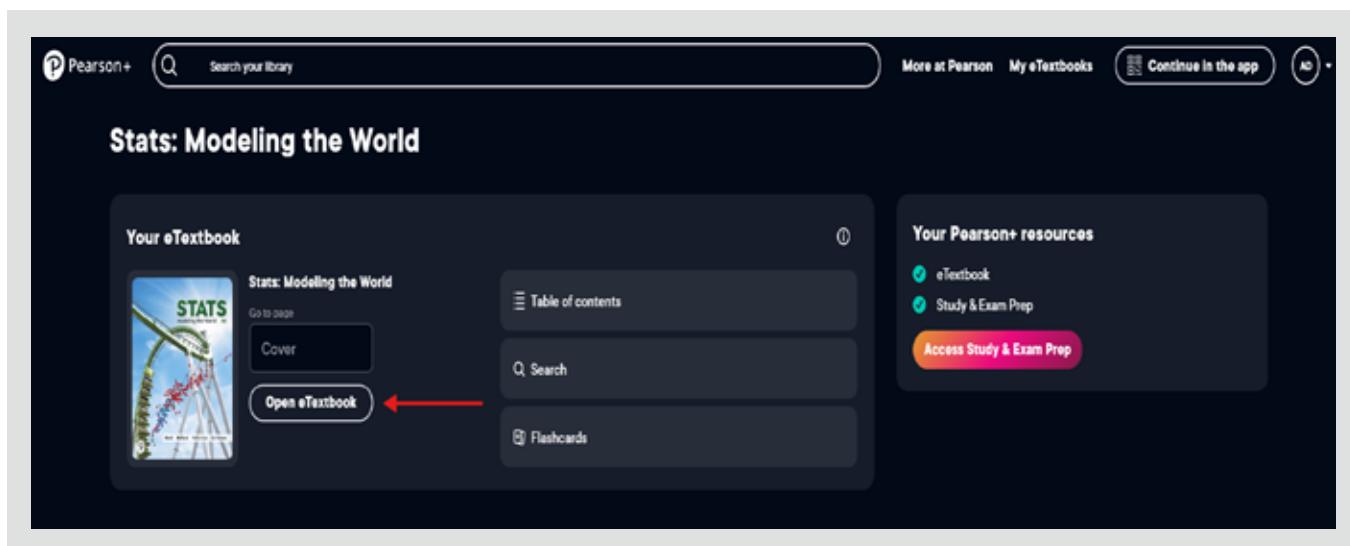 Pearson+
Search your library
More at Pearson
My eTextbooks
Continue in the app
AD
Stats: Modeling the World
Your eTextbook
STATS
Stats: Modeling the World
Go to page
Cover
Open eTextbook
Table of contents
Search
Flashcards
Your Pearson+ resources
eTextbook
Study & Exam Prep
Access Study & Exam Prep